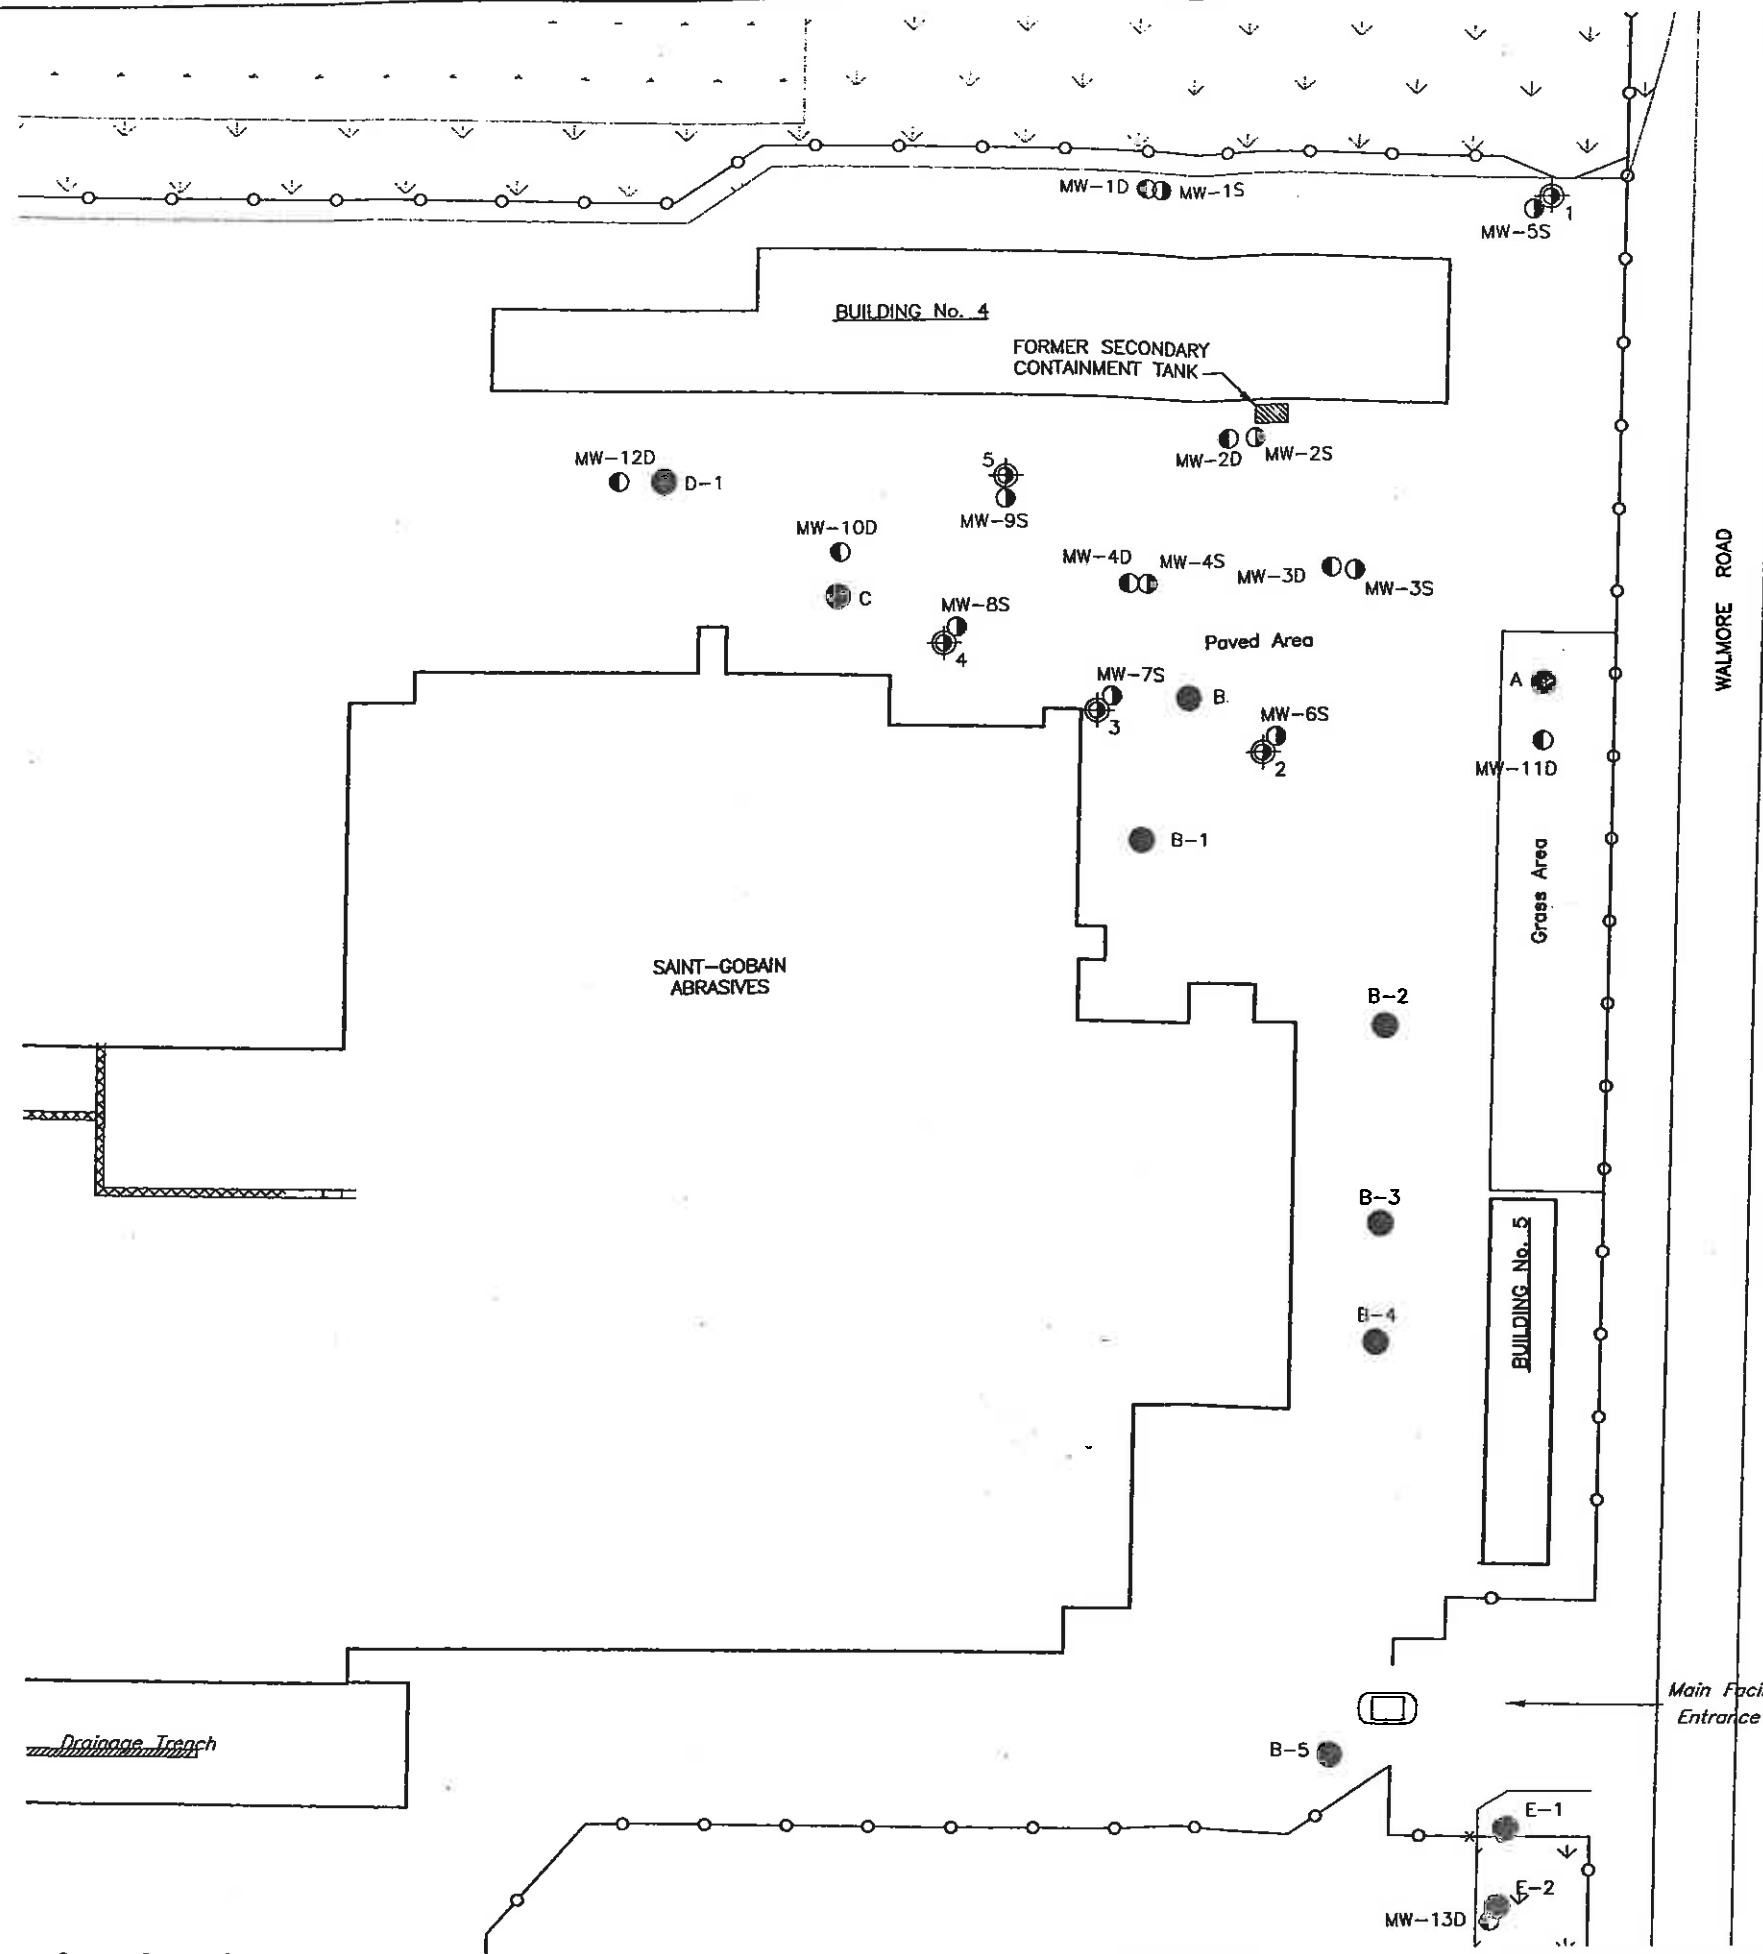 MW-1D
MW-1S
1
MW-5S
BUILDING No. 4
FORMER SECONDARY
CONTAINMENT TANK
MW-2D
MW-2S
MW-12D
D-1
5
MW-9S
MW-10D
C
MW-4D
MW-4S
MW-3D
MW-3S
MW-8S
4
Paved Area
WALMORE ROAD
MW-7S
3
B
A
MW-6S
2
MW-11D
B-1
Grass Area
SAINT-GOBAIN
ABRASIVES
B-2
B-3
BUILDING No. 5
B-4
Main Facil
Entrance
Drainage Trench
B-5
E-1
E-2
MW-13D